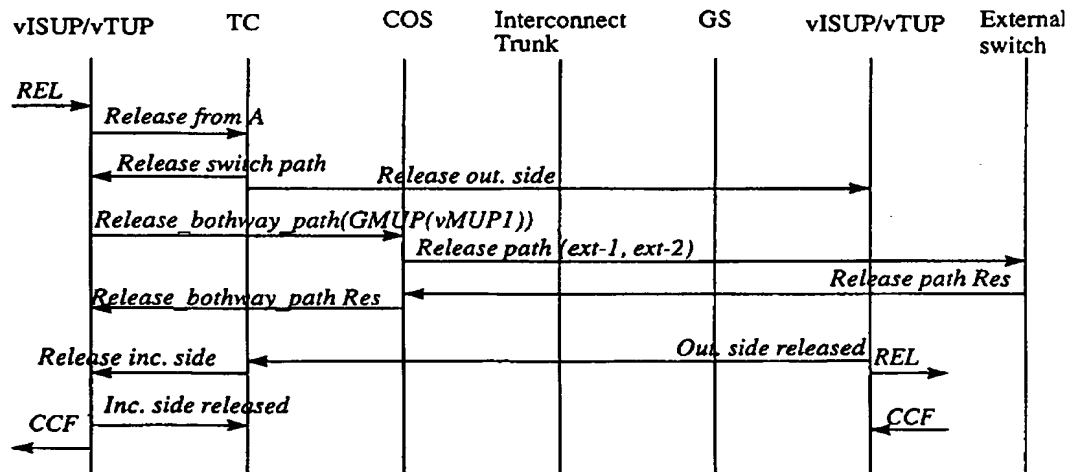 vISUP/vTUP TC COS Interconnect Trunk GS vISUP/vTUP External switch
REL
Release from A
Release switch path
Release out. side
Release_bothway_path(GMUP(vMUP1))
Release path (ext-1, ext-2)
Release path Res
Release_bothway_path Res
Out. side released
Release inc. side
REL
Inc. side released
CCF
CCF